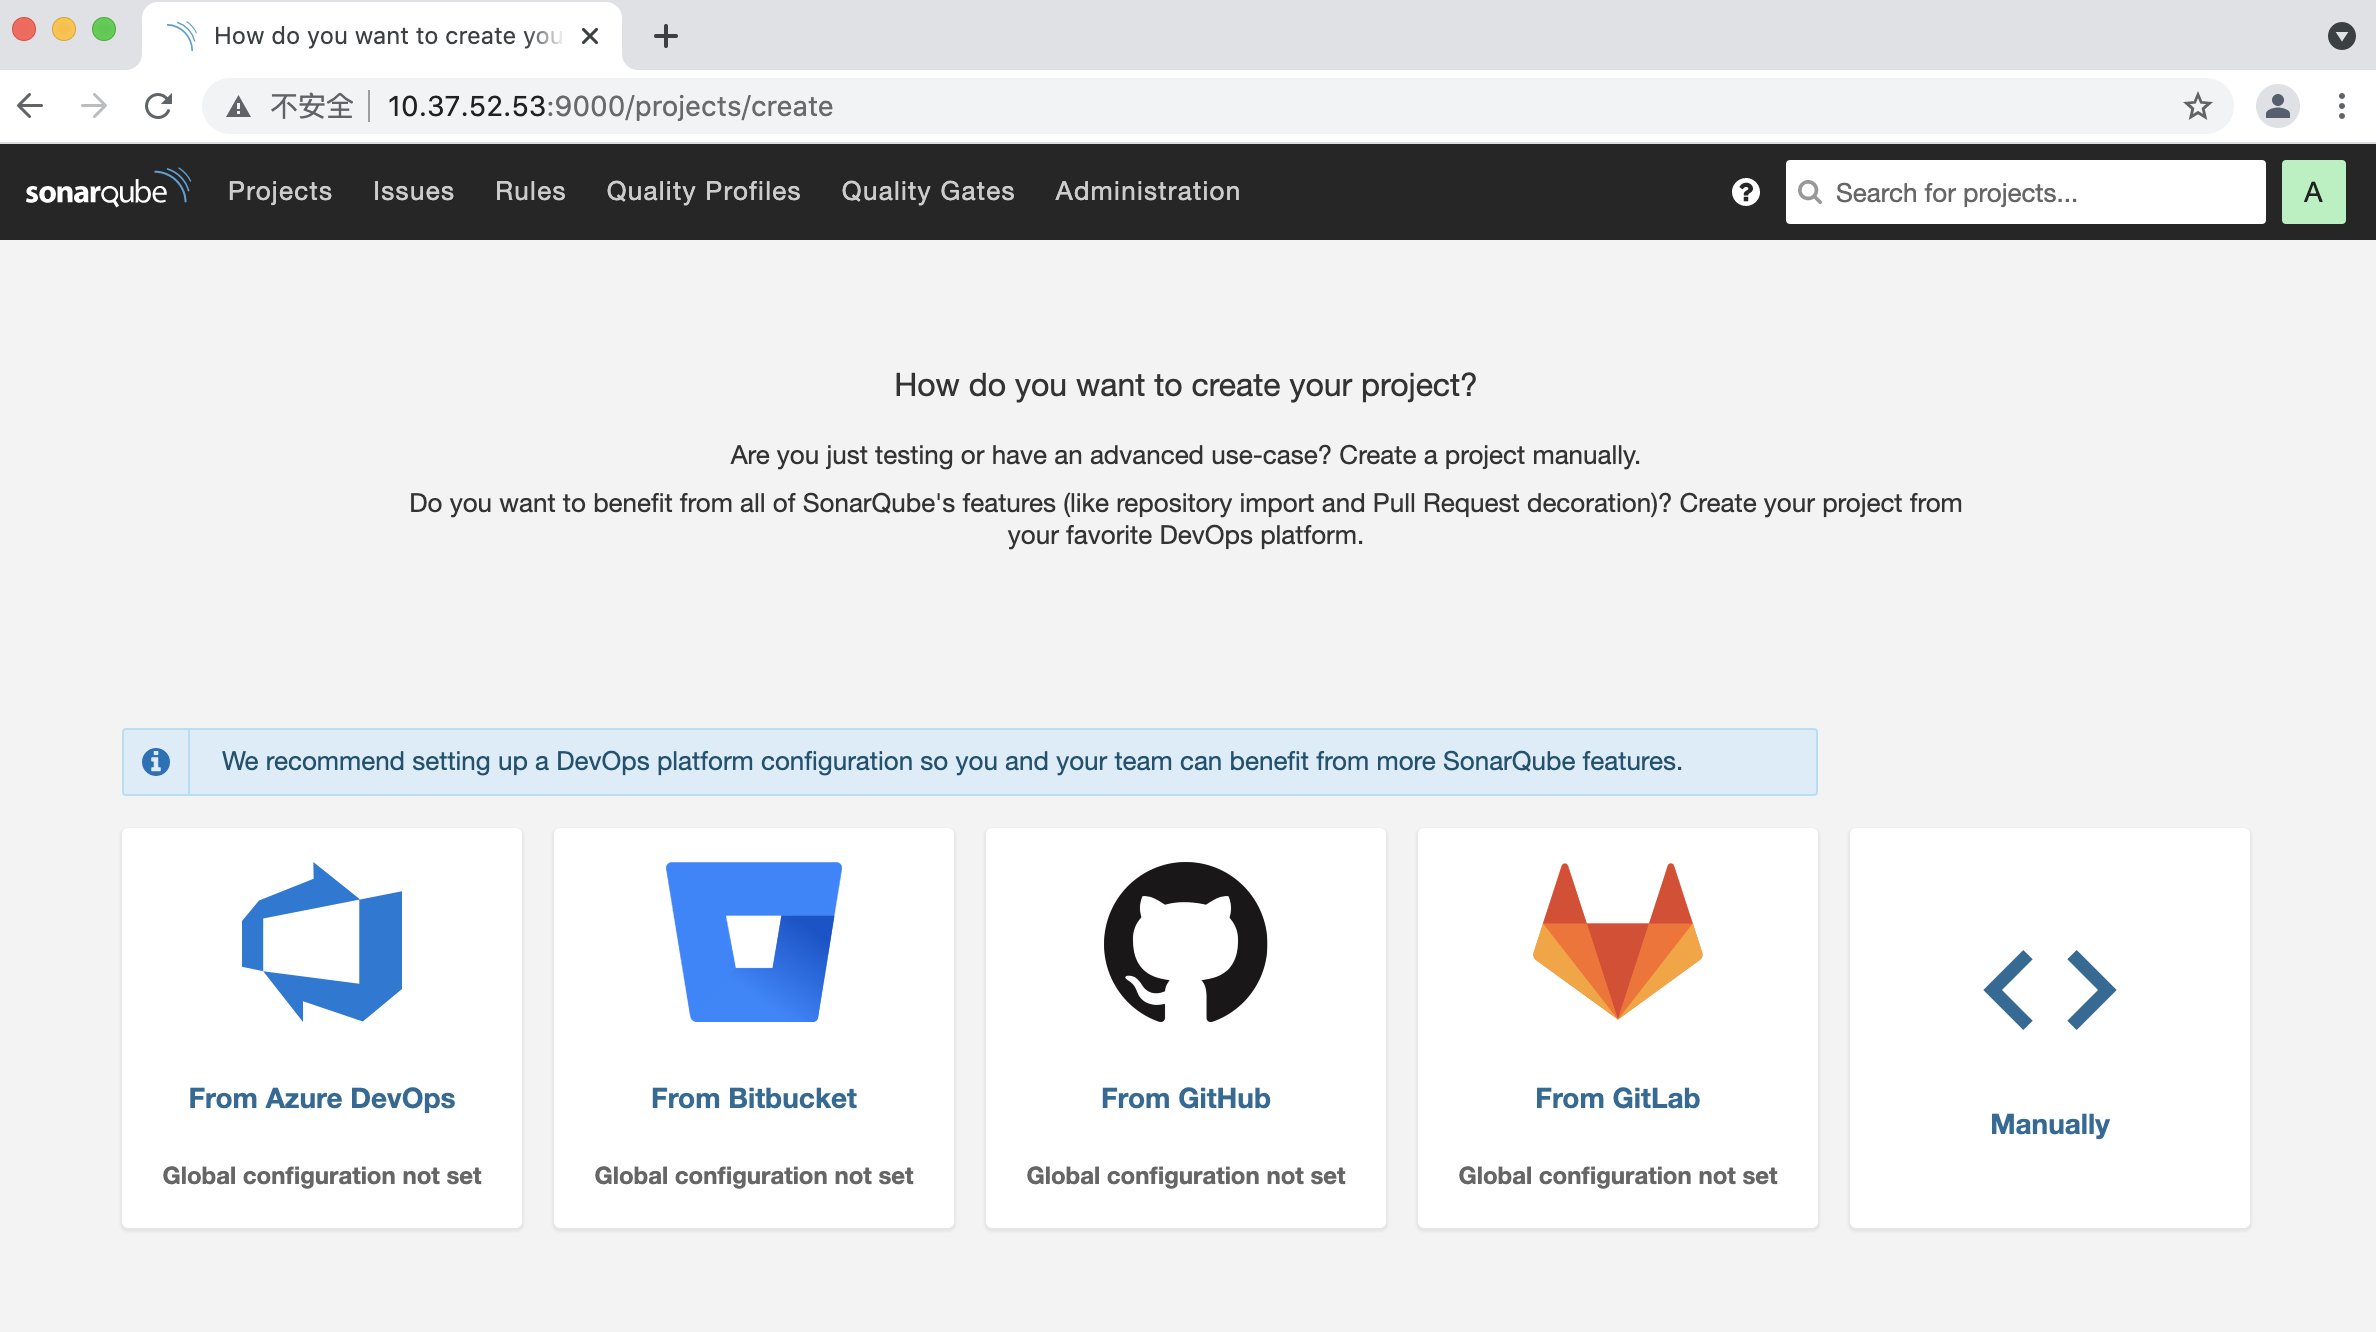 How do you want to create you
不安全 10.37.52.53:9000/projects/create
sonarqube Projects Issues Rules Quality Profiles Quality Gates Administration Search for projects... A
How do you want to create your project?
Are you just testing or have an advanced use-case? Create a project manually.
Do you want to benefit from all of SonarQube's features (like repository import and Pull Request decoration)? Create your project from
your favorite DevOps platform.
We recommend setting up a DevOps platform configuration so you and your team can benefit from more SonarQube features.
From Azure DevOps
Global configuration not set
From Bitbucket
Global configuration not set
From GitHub
Global configuration not set
From GitLab
Global configuration not set
Manually